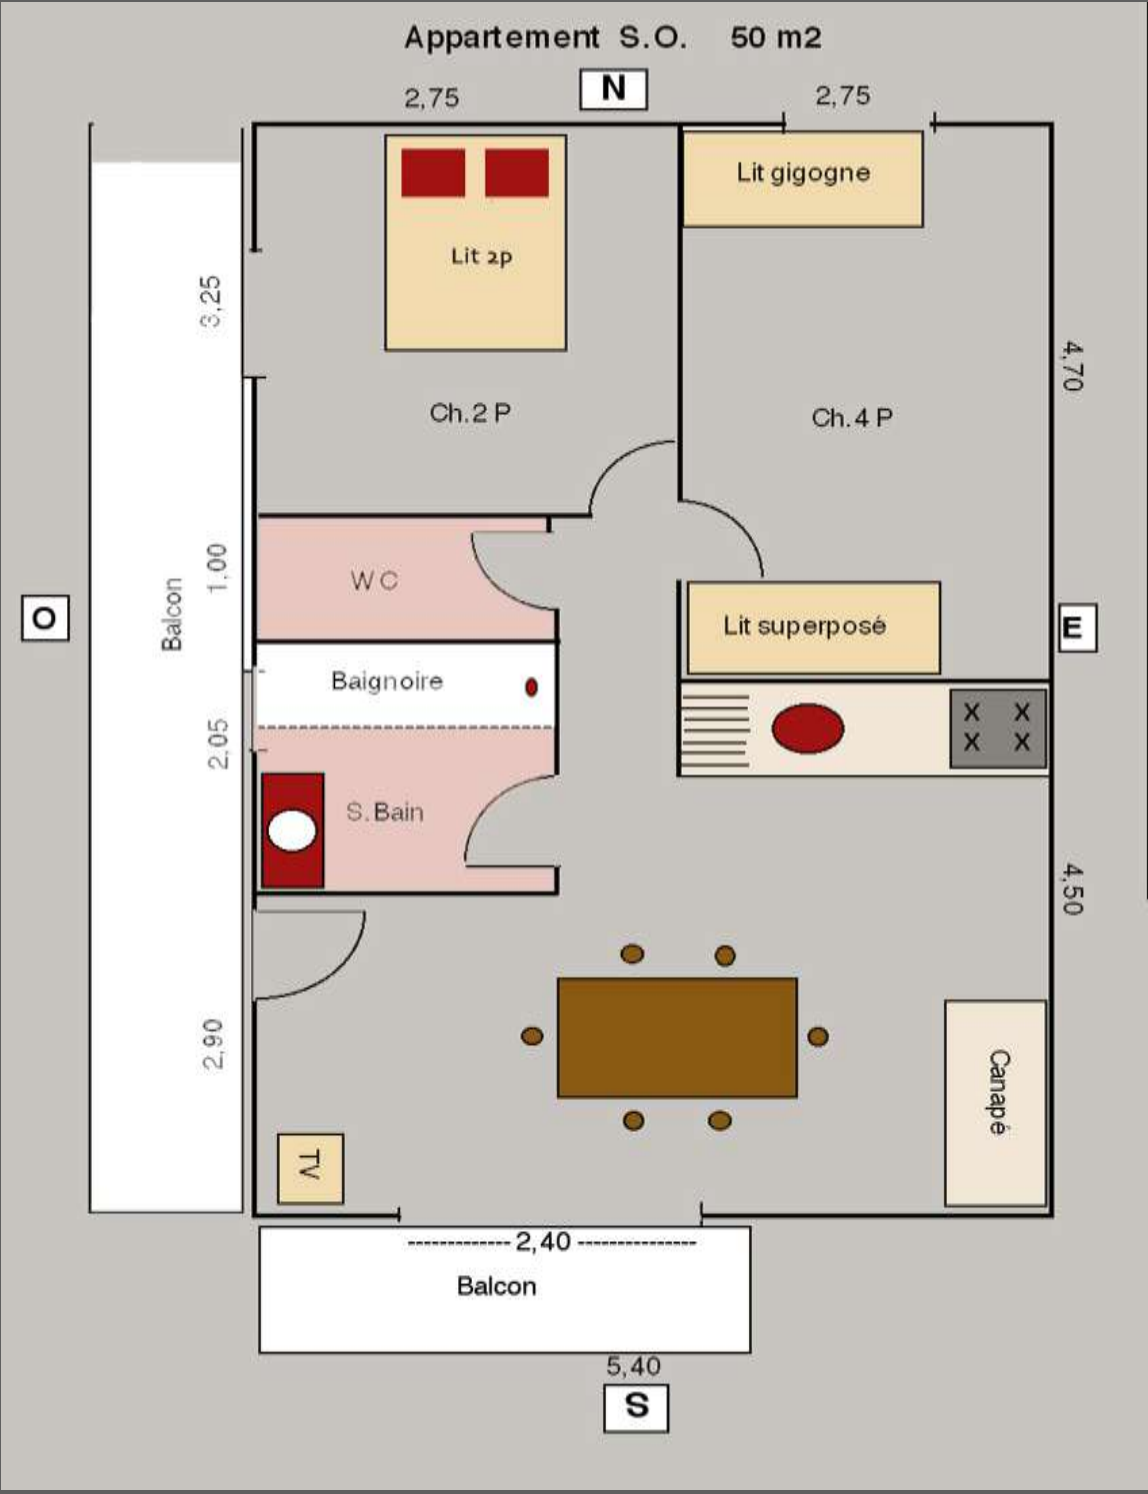 Appartement S.O. 50 m2
N
2,75
2,75
Lit gigogne
Lit 2p
3,25
4,70
Ch.2 P
Ch.4 P
1,00
WC
Balcon
O
Lit superposé
E
Baignoire
2,05
X X
X X
S.Bain
4,50
2,90
Canapé
TV
------------- 2,40 ---------------
Balcon
5,40
S